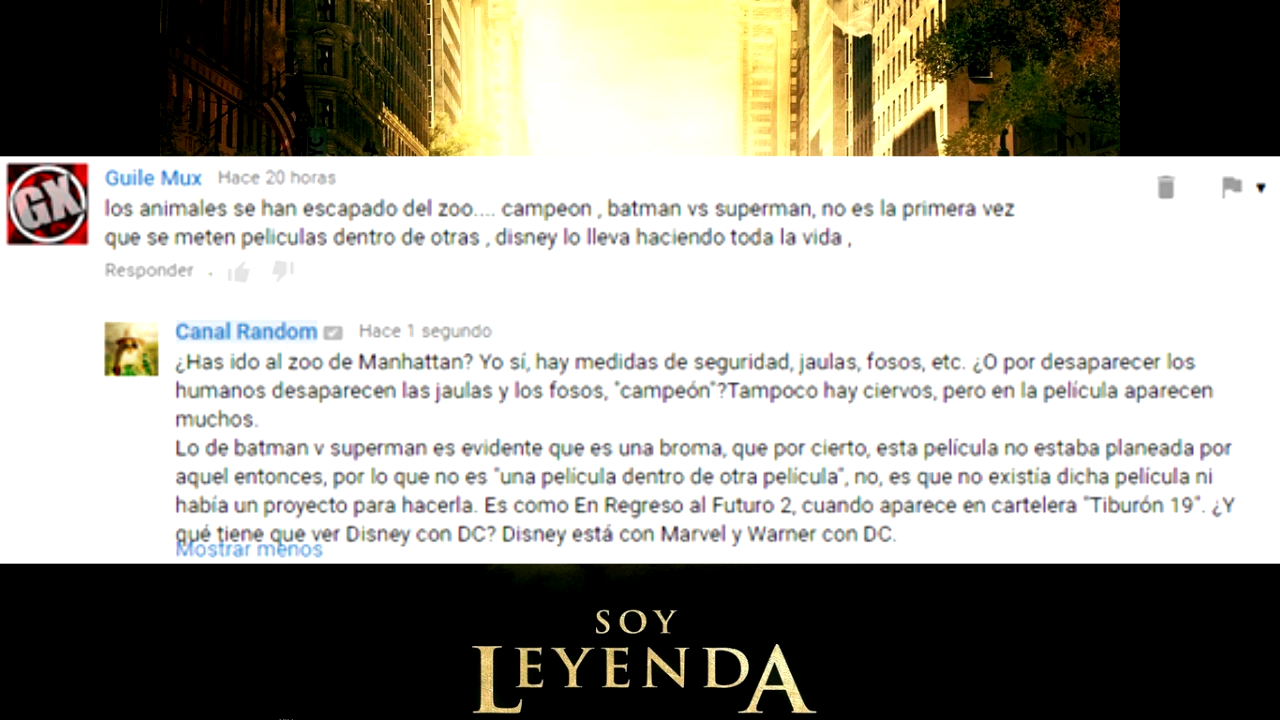 GX
Guile Mux Hace 20 horas
los animales se han escapado del zoo.... campeon , batman vs superman, no es la primera vez
que se meten peliculas dentro de otras , disney lo lleva haciendo toda la vida ,
Responder .
Canal Random Hace 1 segundo
¿Has ido al zoo de Manhattan? Yo sí, hay medidas de seguridad, jaulas, fosos, etc. ¿O por desaparecer los
humanos desaparecen las jaulas y los fosos, "campeón"?Tampoco hay ciervos, pero en la película aparecen
muchos.
Lo de batman v superman es evidente que es una broma, que por cierto, esta película no estaba planeada por
aquel entonces, por lo que no es "una película dentro de otra película", no, es que no existía dicha película ni
había un proyecto para hacerla. Es como En Regreso al Futuro 2, cuando aparece en cartelera "Tiburón 19". ¿Y
qué tiene que ver Disney con DC? Disney está con Marvel y Warner con DC.
Mostrar menos
SOY
LEYENDA